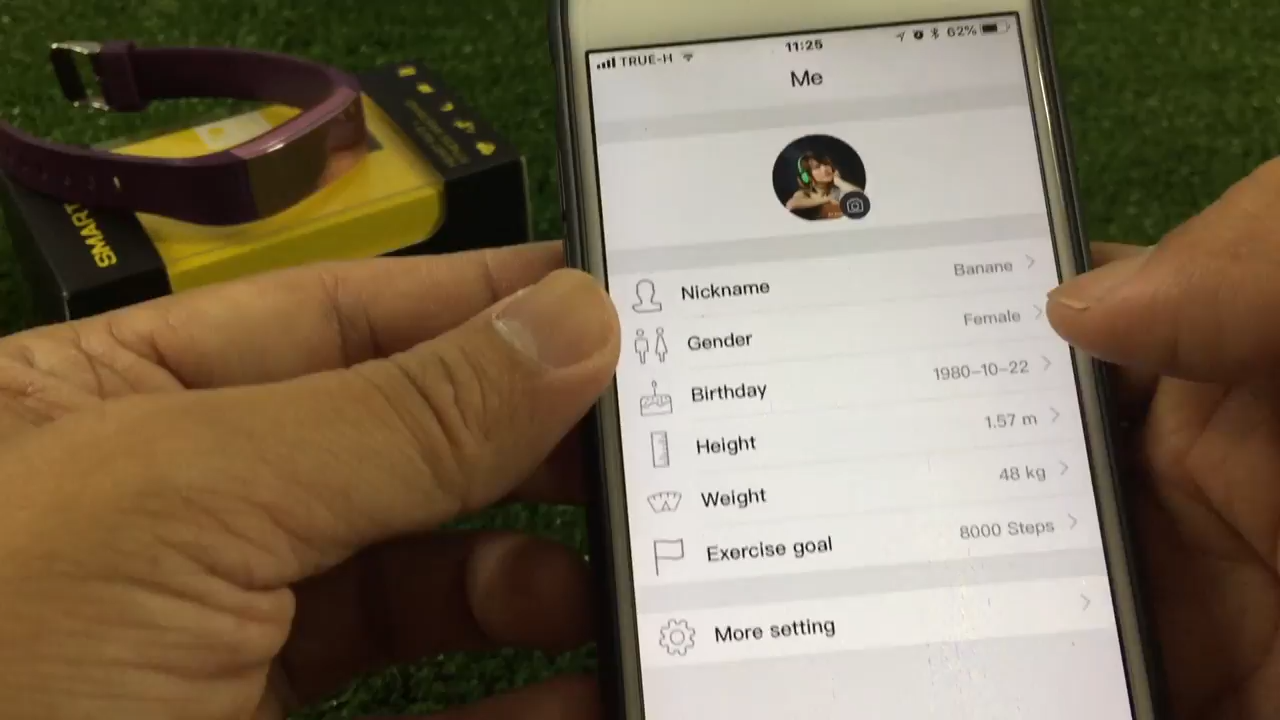 TRUE-H 11:25 62%
Me
Nickname Banane
Gender Female
Birthday 1980-10-22
Height 1.57 m
Weight 48 kg
Exercise goal 8000 Steps
More setting
SMART